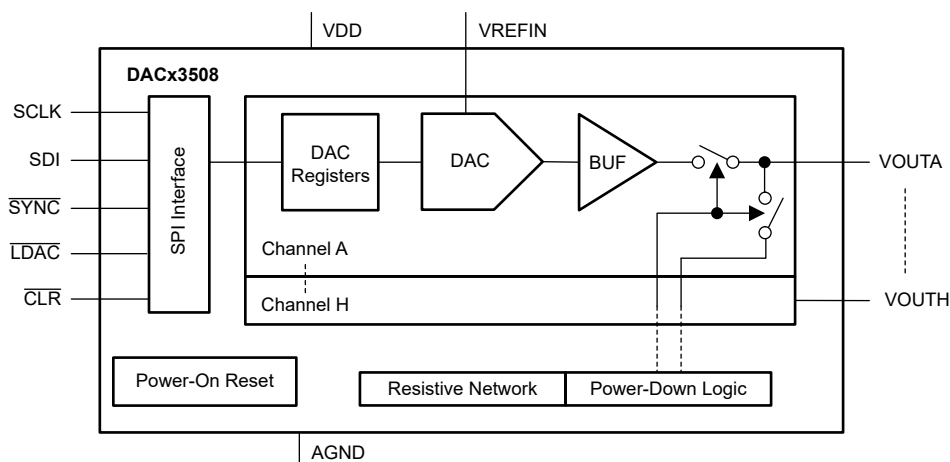 VDD
VREFIN
DACx3508
SCLK
SDI
SYNC
LDAC
CLR
SPI Interface
DAC
Registers
DAC
BUF
VOUTA
Channel A
Channel H
VOUTH
Power-On Reset
Resistive Network
Power-Down Logic
AGND